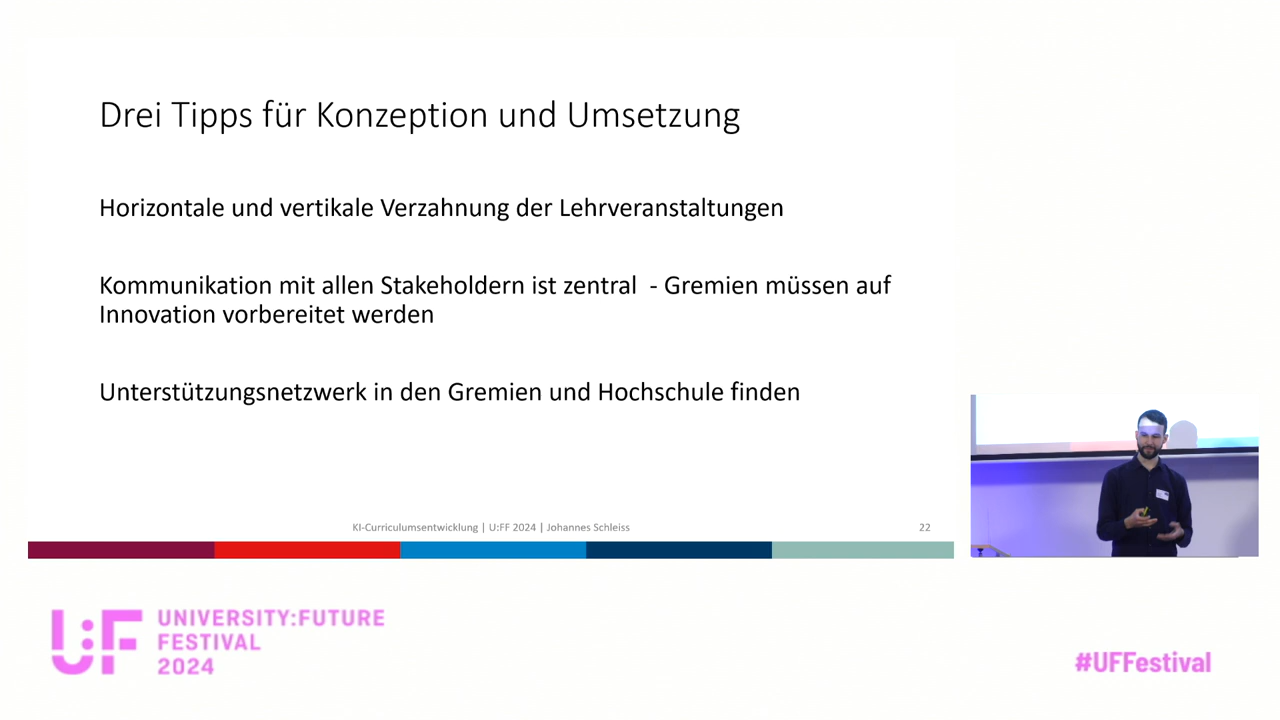 Drei Tipps für Konzeption und Umsetzung
Horizontale und vertikale Verzahnung der Lehrveranstaltungen
Kommunikation mit allen Stakeholdern ist zentral  - Gremien müssen auf
Innovation vorbereitet werden
Unterstützungsnetzwerk in den Gremien und Hochschule finden
KI-Curriculumsentwicklung | U:FF 2024 | Johannes Schleiss
22
U:F
UNIVERSITY:FUTURE
FESTIVAL
2024
#UFFestival